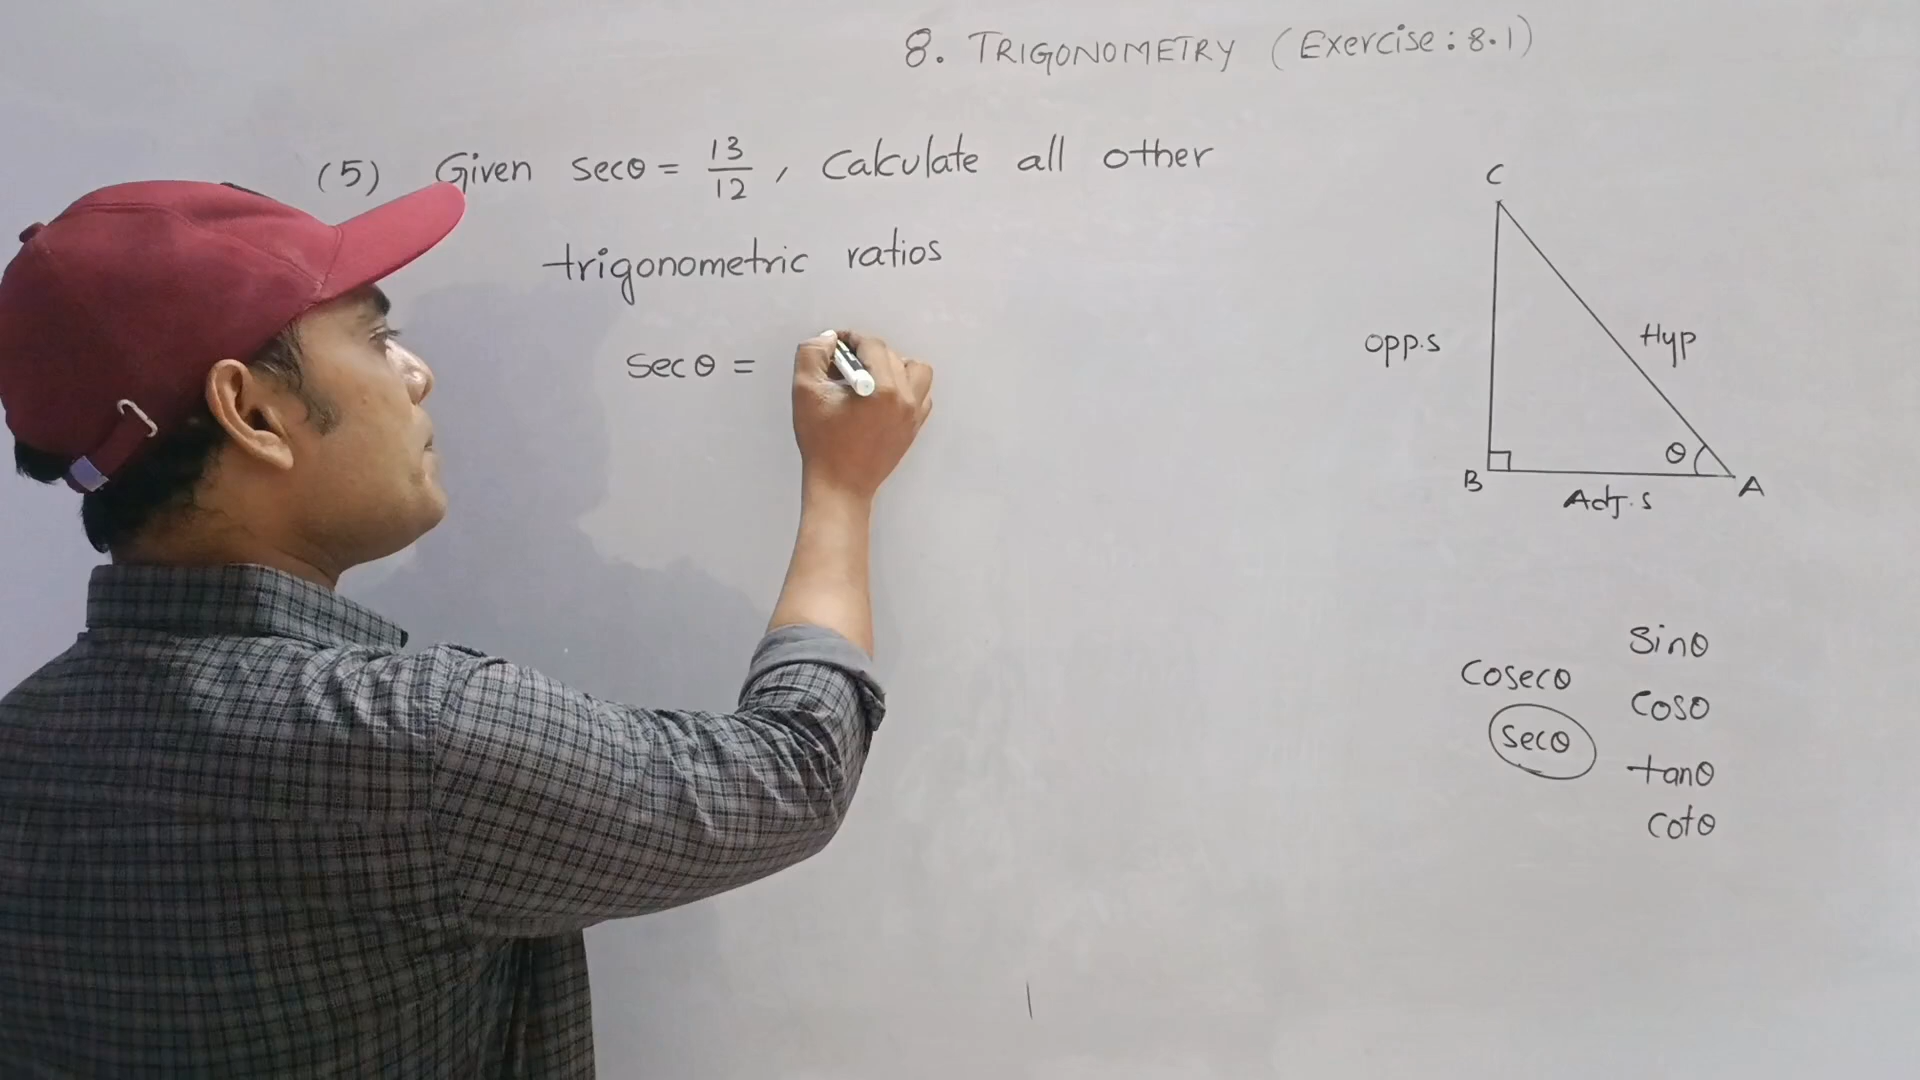 8. TRIGONOMETRY (Exercise: 8.1)
(5) Given secθ = 13/12, Calculate all other
trigonometric ratios
secθ =
C
opp.s
Hyp
θ
B
A
Adj.s
Sinθ
Cosecθ
Cosθ
Secθ
tanθ
Cotθ